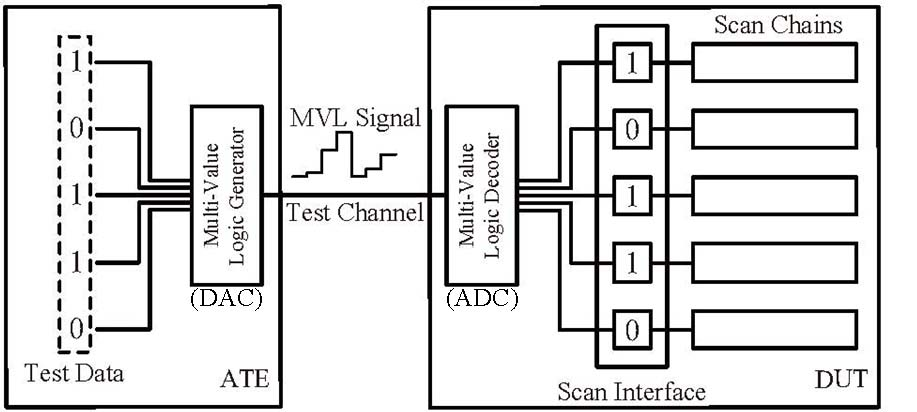 1
0
1
1
0
Test Data
ATE
Multi-Value
Logic Generator
(DAC)
MVL Signal
Test Channel
Multi-Value
Logic Decoder
(ADC)
1
0
1
1
0
Scan Interface
Scan Chains
DUT